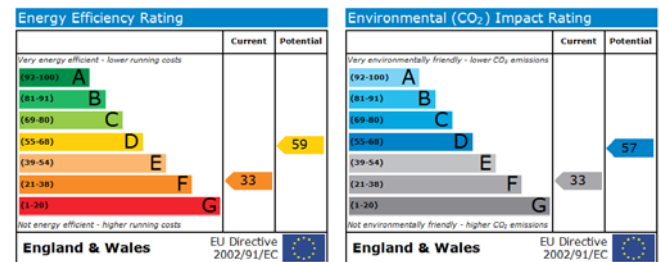 Energy Efficiency Rating
Current Potential
Very energy efficient - lower running costs
(92-100) A
(81-91) B
(69-80) C
(55-68) D
59
(39-54) E
(21-38) F
33
(1-20) G
Not energy efficient - higher running costs
England & Wales
EU Directive
2002/91/EC
Environmental (CO₂) Impact Rating
Current Potential
Very environmentally friendly - lower CO₂ emissions
(92-100) A
(81-91) B
(69-80) C
(55-68) D
57
(39-54) E
(21-38) F
33
(1-20) G
Not environmentally friendly - higher CO₂ emissions
England & Wales
EU Directive
2002/91/EC